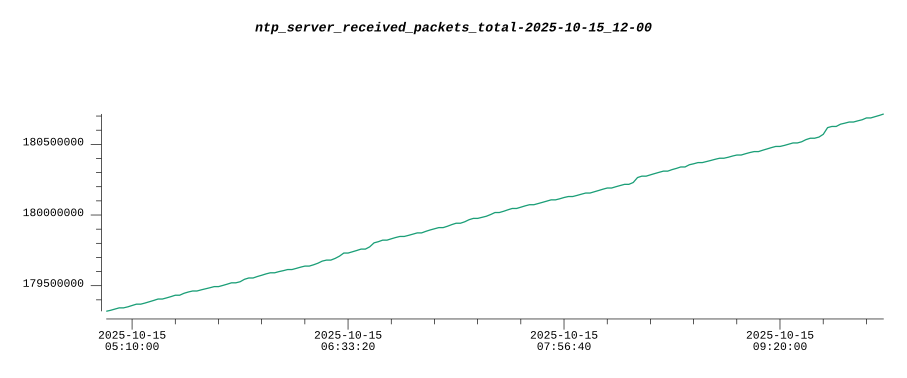 ntp_server_received_packets_total-2025-10-15_12-00
180500000
180000000
179500000
2025-10-15 2025-10-15 2025-10-15 2025-10-15
05:10:00 06:33:20 07:56:40 09:20:00